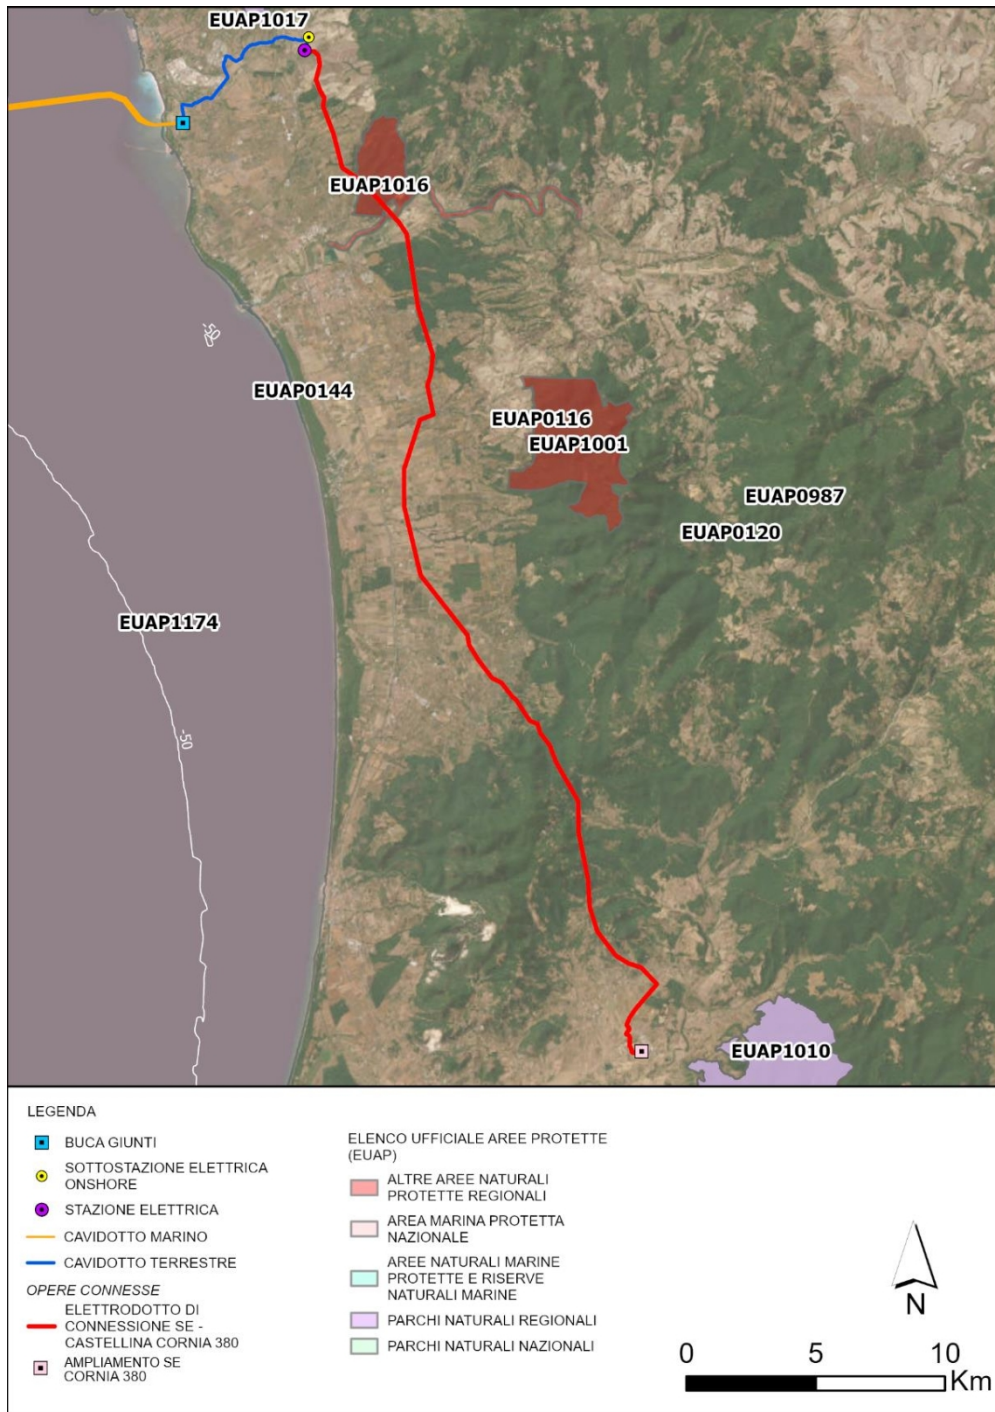 EUAP1017
EUAP1016
-50
EUAP0144
EUAP0116
EUAP1001
EUAP0987
EUAP0120
EUAP1174
-50
EUAP1010
LEGENDA
BUCA GIUNTI
SOTTOSTAZIONE ELETTRICA
ONSHORE
STAZIONE ELETTRICA
CAVIDOTTO MARINO
CAVIDOTTO TERRESTRE
OPERE CONNESSE
ELETTRODOTTO DI
CONNESSIONE SE -
CASTELLINA CORNIA 380
AMPLIAMENTO SE
CORNIA 380
ELENCO UFFICIALE AREE PROTETTE
(EUAP)
ALTRE AREE NATURALI
PROTETTE REGIONALI
AREA MARINA PROTETTA
NAZIONALE
AREE NATURALI MARINE
PROTETTE E RISERVE
NATURALI MARINE
PARCHI NATURALI REGIONALI
PARCHI NATURALI NAZIONALI
N
0 5 10
Km